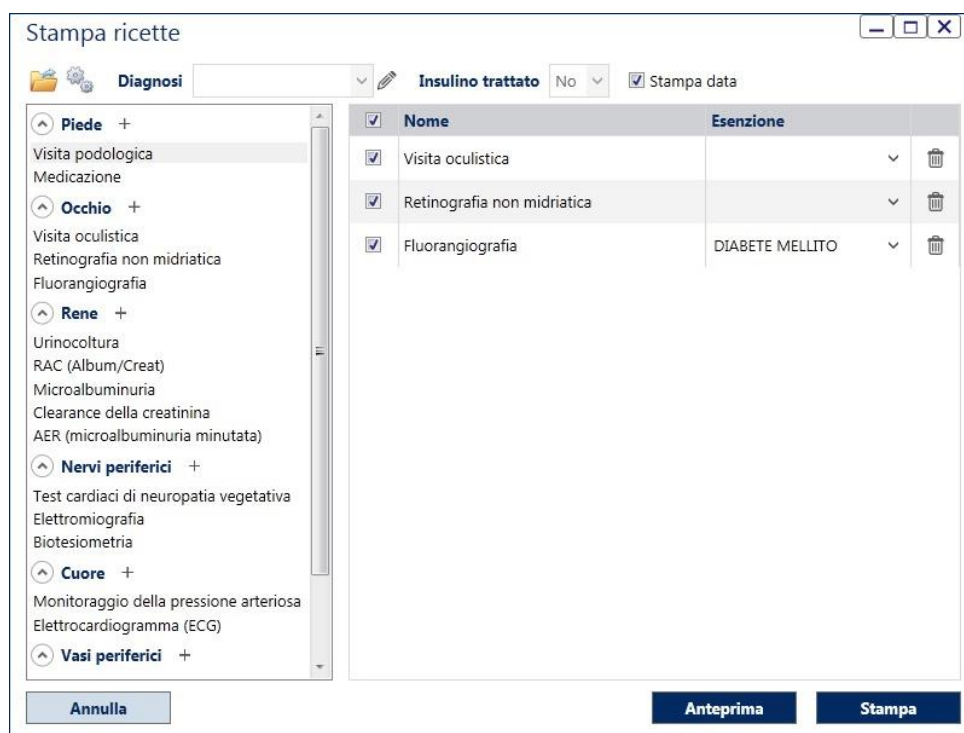 Stampa ricette
Diagnosi Insulino trattato No Stampa data
Piede +
Visita podologica
Medicazione
Occhio +
Visita oculistica
Retinografia non midriatica
Fluorangiografia
Rene +
Urinocoltura
RAC (Album/Creat)
Microalbuminuria
Clearance della creatinina
AER (microalbuminuria minutata)
Nervi periferici +
Test cardiaci di neuropatia vegetativa
Elettromiografia
Biotesiometria
Cuore +
Monitoraggio della pressione arteriosa
Elettrocardiogramma (ECG)
Vasi periferici +
Nome Esenzione
Visita oculistica
Retinografia non midriatica
Fluorangiografia DIABETE MELLITO
Annulla Anteprima Stampa